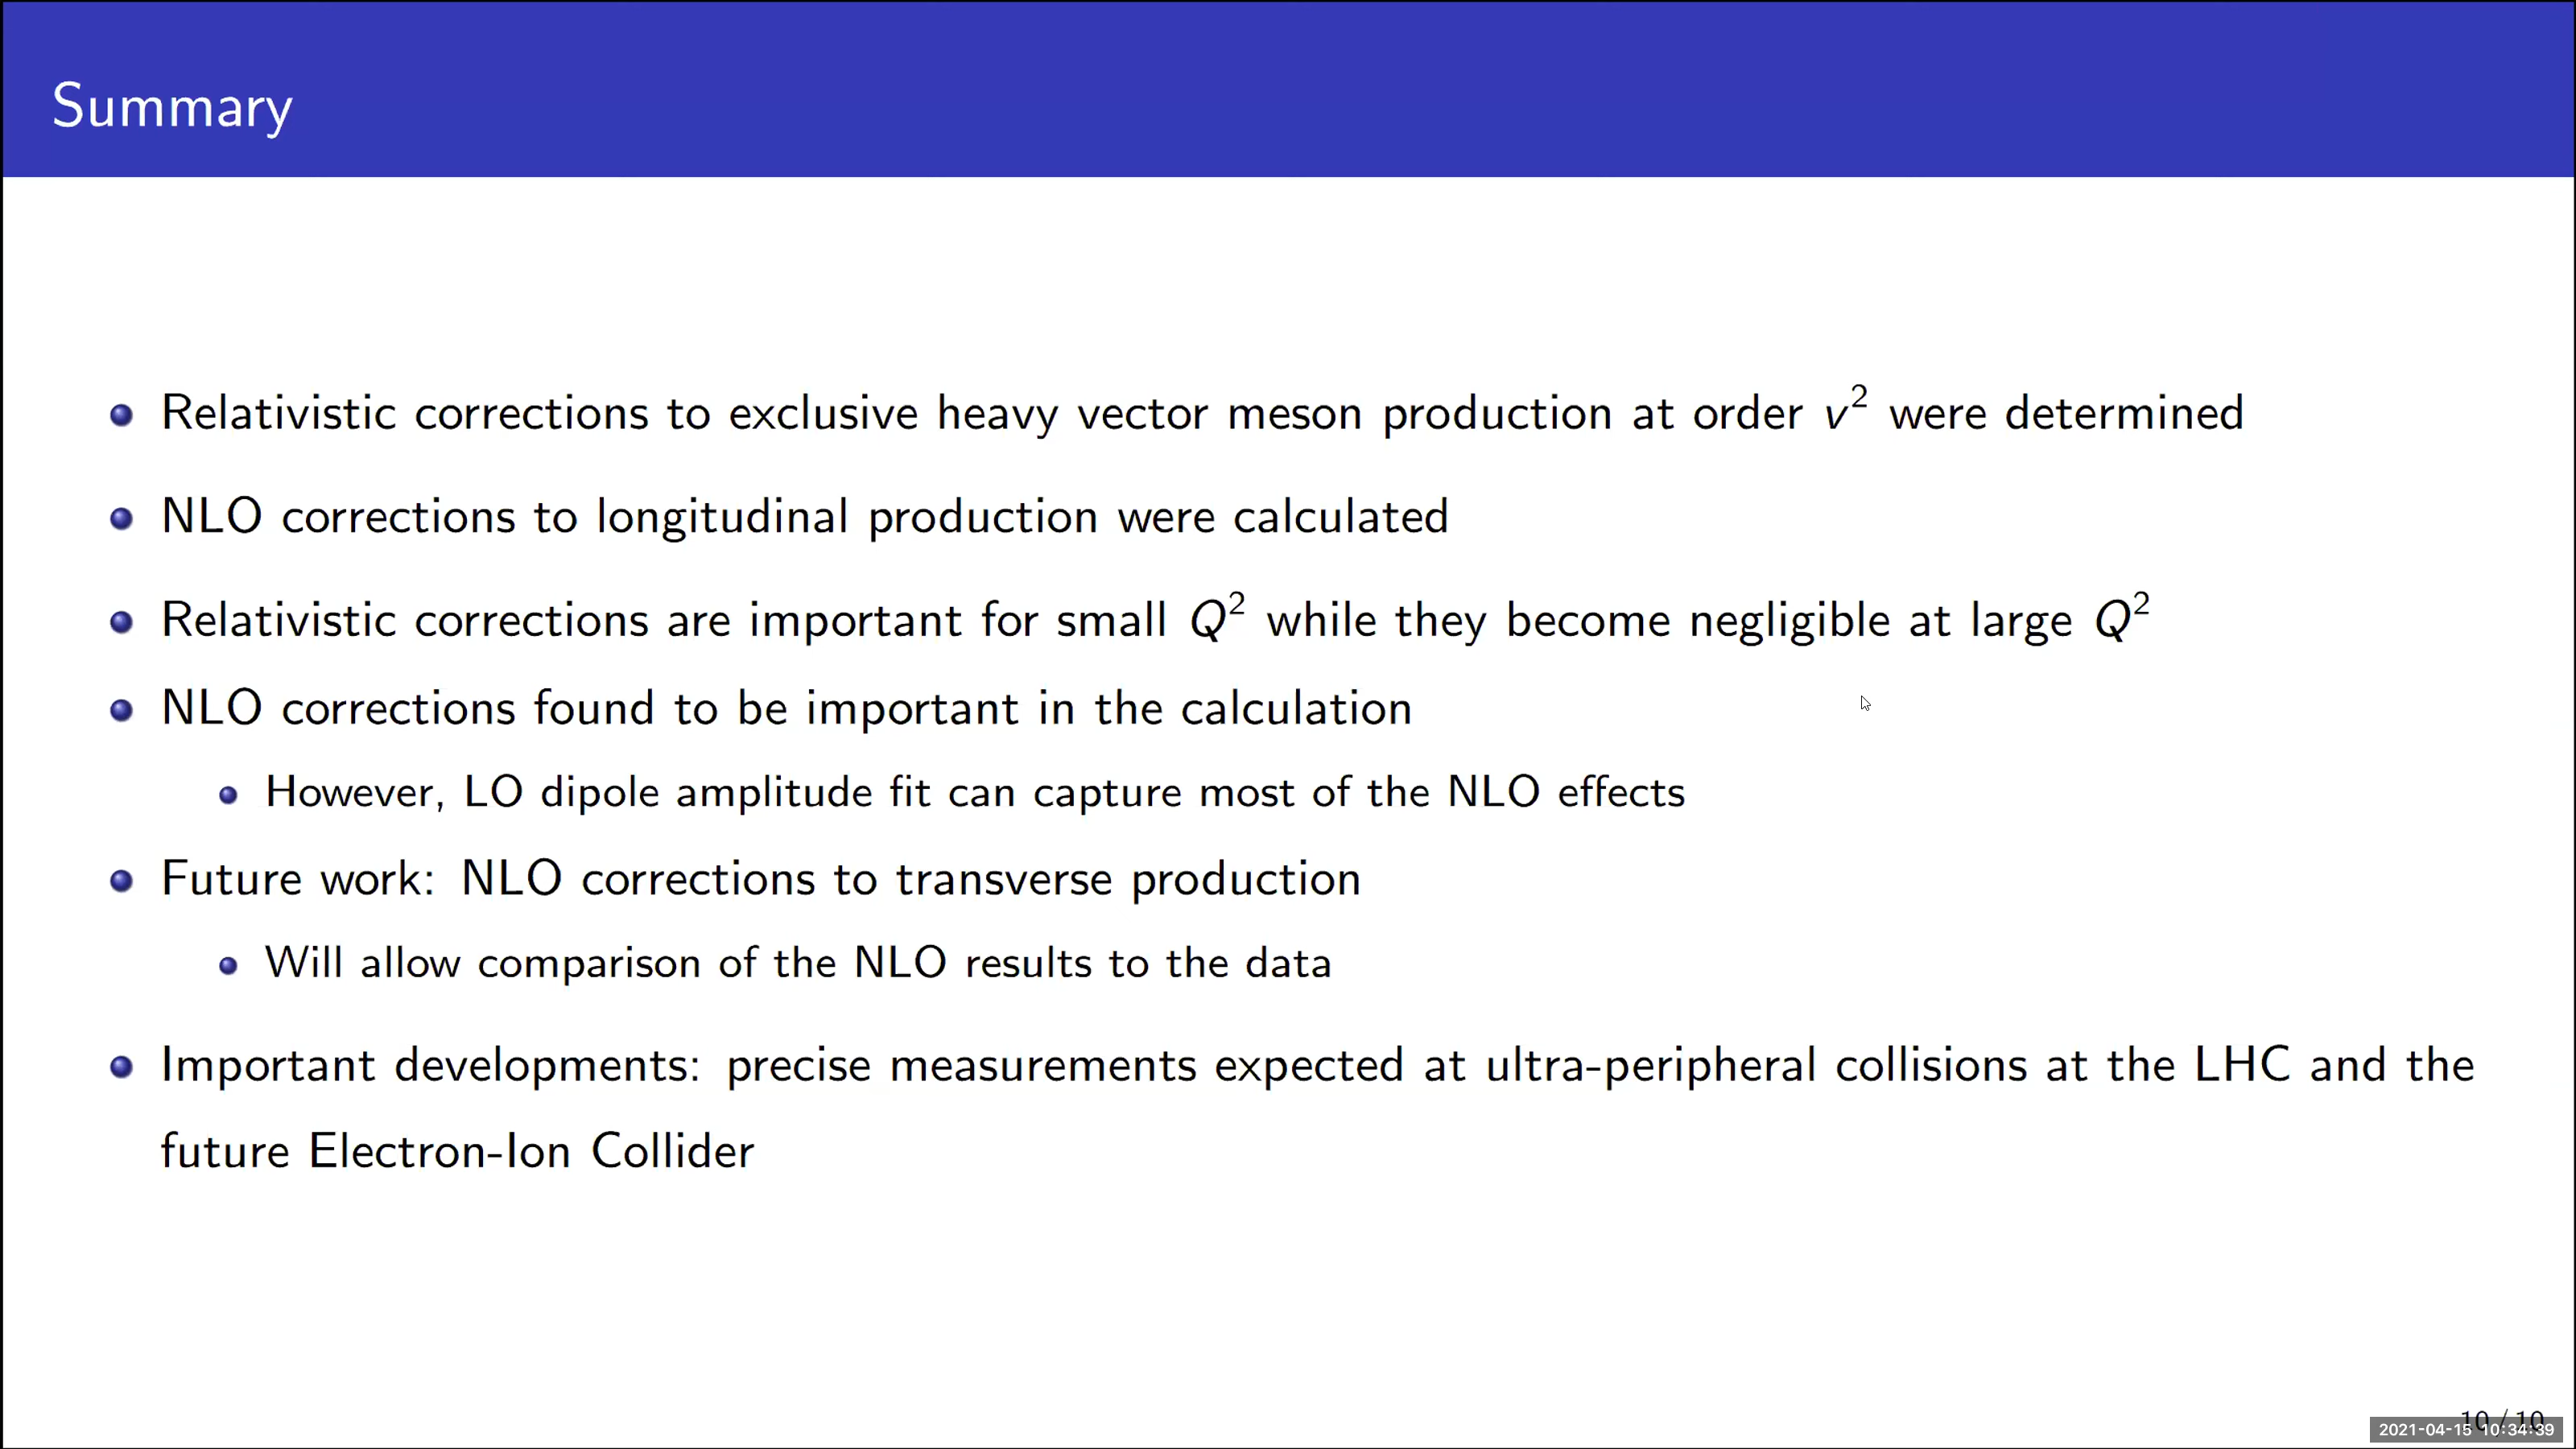 Summary
Relativistic corrections to exclusive heavy vector meson production at order v² were determined
NLO corrections to longitudinal production were calculated
Relativistic corrections are important for small Q² while they become negligible at large Q²
NLO corrections found to be important in the calculation
However, LO dipole amplitude fit can capture most of the NLO effects
Future work: NLO corrections to transverse production
Will allow comparison of the NLO results to the data
Important developments: precise measurements expected at ultra-peripheral collisions at the LHC and the
future Electron-Ion Collider
10 / 10
2021-04-15 10:34:39